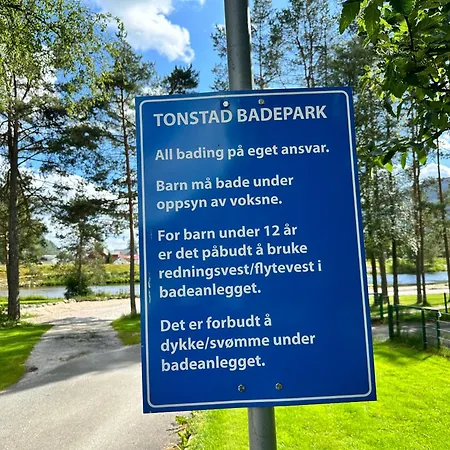 TONSTAD BADEPARK
All bading på eget ansvar.
Barn må bade under
oppsyn av voksne.
For barn under 12 år
er det påbudt å bruke
redningsvest/flytevest i
badeanlegget.
Det er forbudt å
dykke/svømme under
badeanlegget.